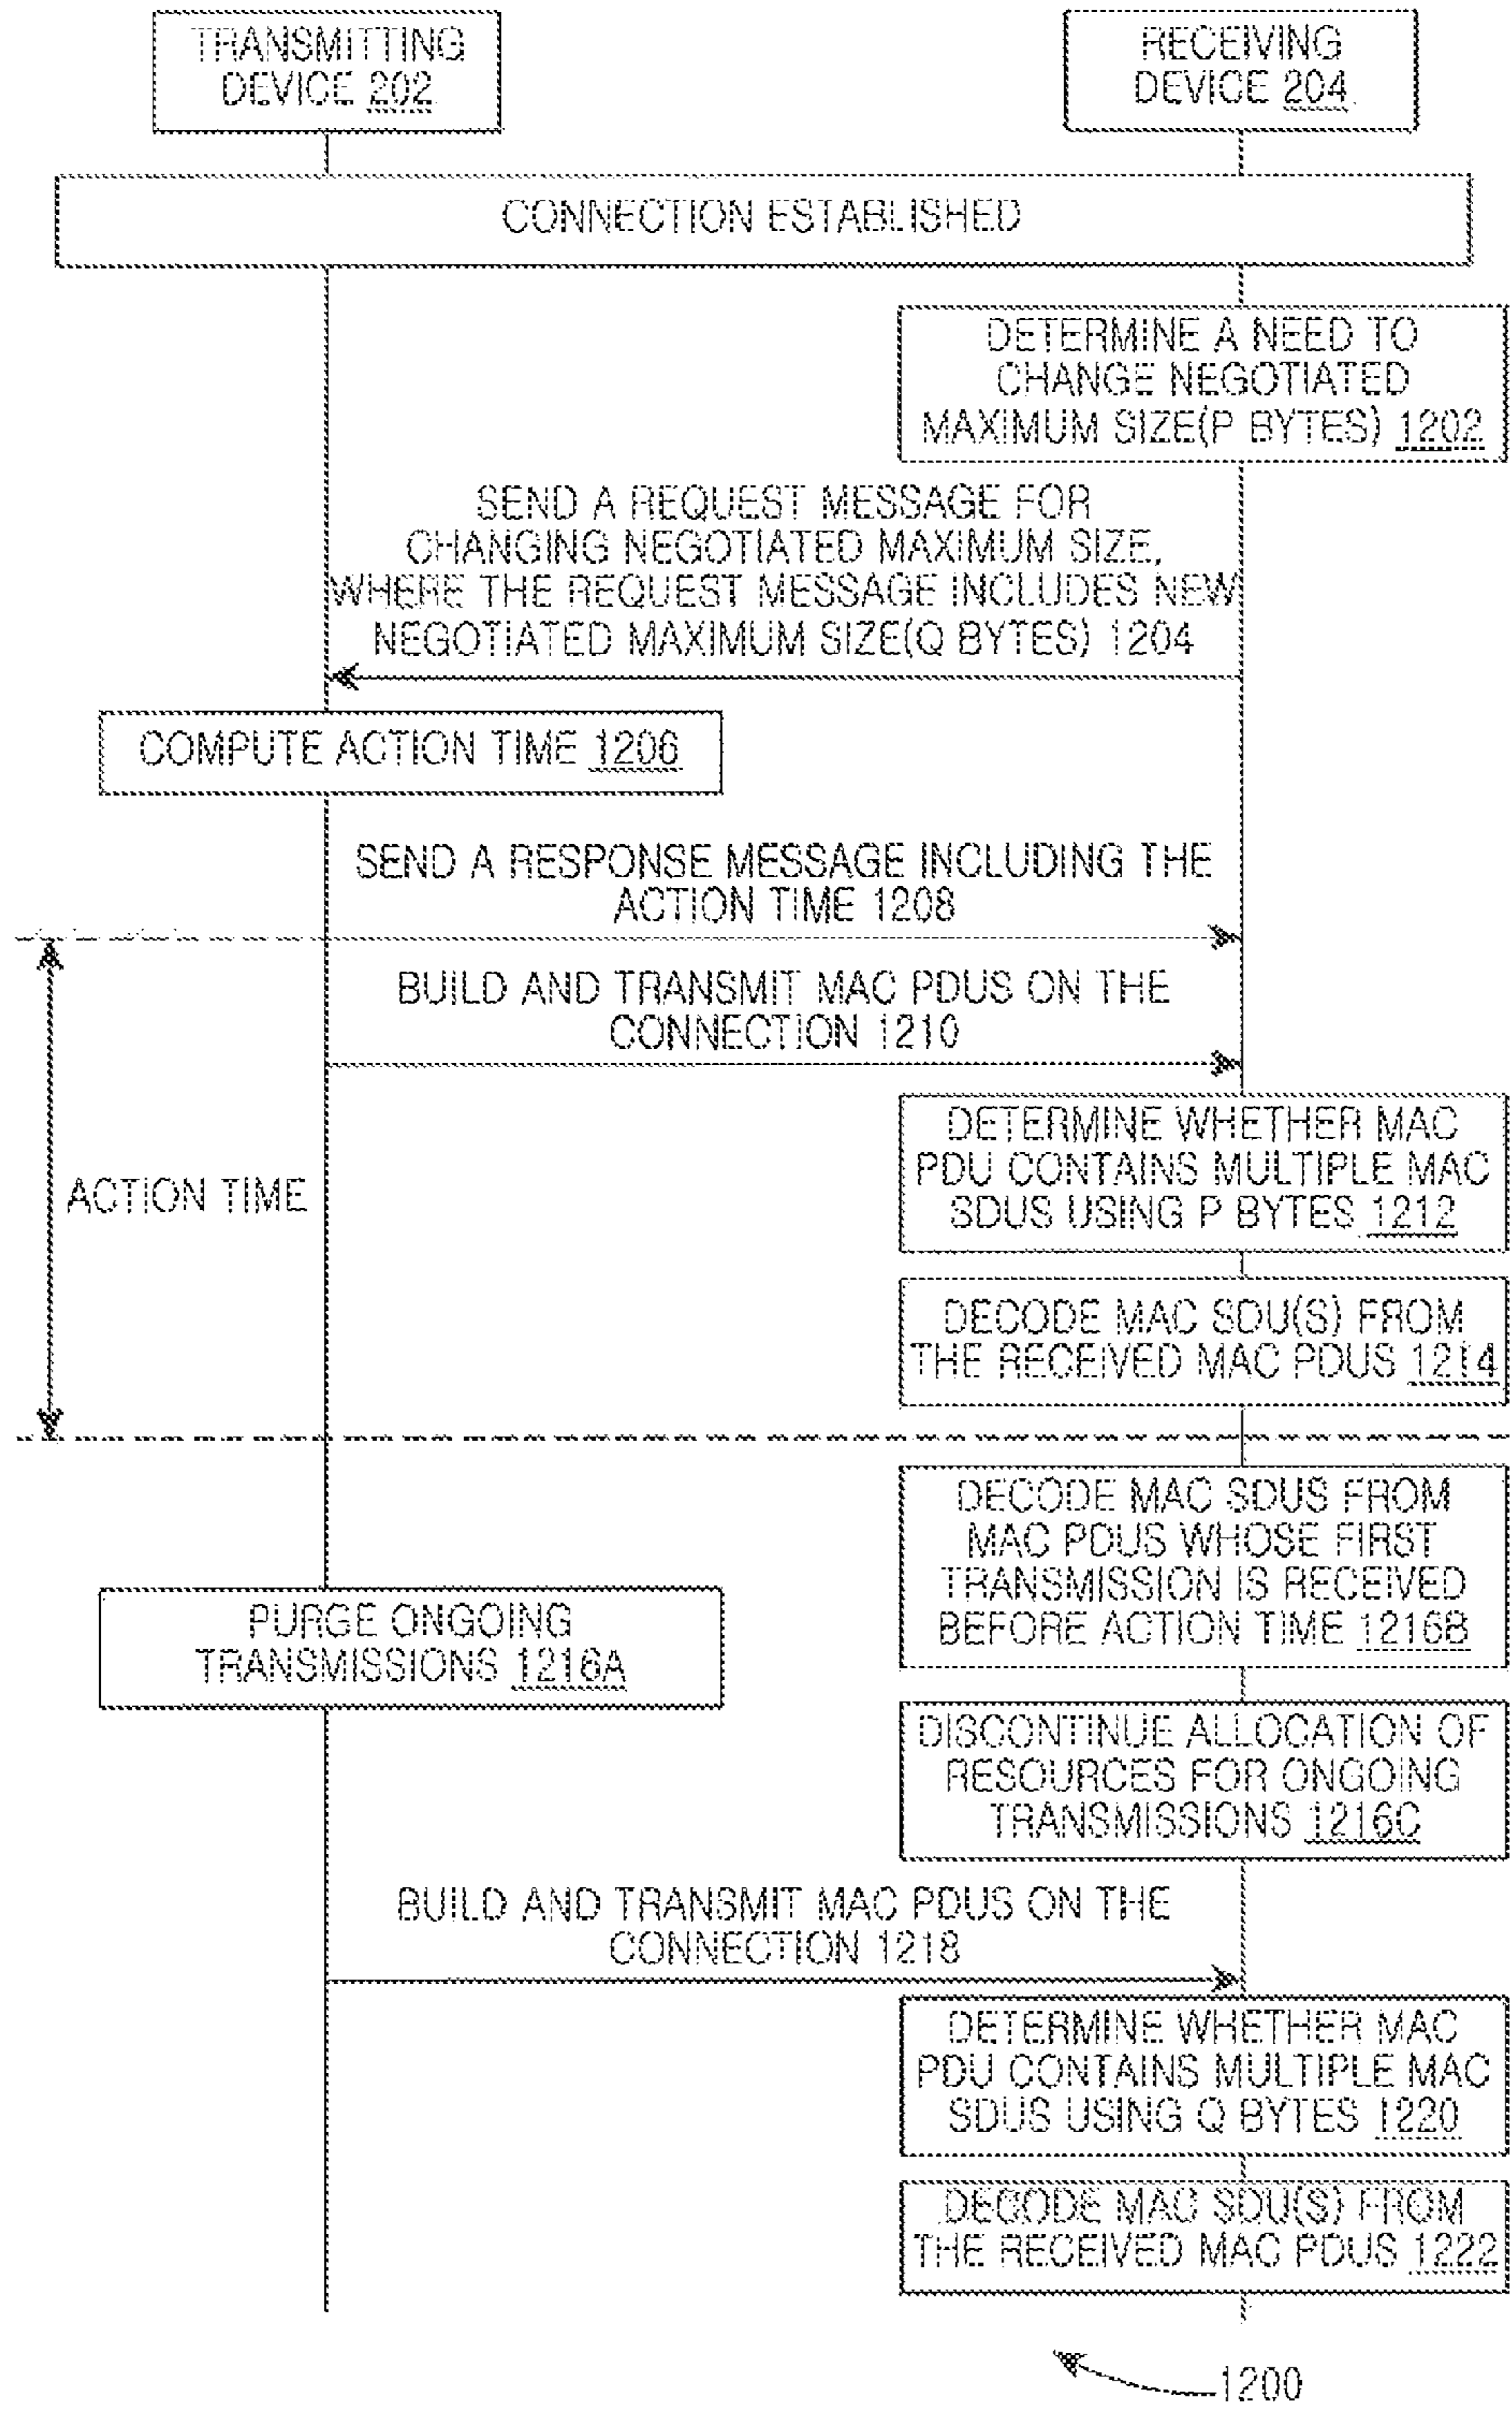 TRANSMITTING
DEVICE 202
RECEIVING
DEVICE 204
CONNECTION ESTABLISHED
DETERMINE A NEED TO
CHANGE NEGOTIATED
MAXIMUM SIZE(P BYTES) 1202
SEND A REQUEST MESSAGE FOR
CHANGING NEGOTIATED MAXIMUM SIZE,
WHERE THE REQUEST MESSAGE INCLUDES NEW
NEGOTIATED MAXIMUM SIZE(Q BYTES) 1204
COMPUTE ACTION TIME 1206
SEND A RESPONSE MESSAGE INCLUDING THE
ACTION TIME 1208
BUILD AND TRANSMIT MAC PDUS ON THE
CONNECTION 1210
DETERMINE WHETHER MAC
PDU CONTAINS MULTIPLE MAC
SDUS USING P BYTES 1212
ACTION TIME
DECODE MAC SDU(S) FROM
THE RECEIVED MAC PDUS 1214
DECODE MAC SDUS FROM
MAC PDUS WHOSE FIRST
TRANSMISSION IS RECEIVED
BEFORE ACTION TIME 1216B
PURGE ONGOING
TRANSMISSIONS 1216A
DISCONTINUE ALLOCATION OF
RESOURCES FOR ONGOING
TRANSMISSIONS 1216C
BUILD AND TRANSMIT MAC PDUS ON THE
CONNECTION 1218
DETERMINE WHETHER MAC
PDU CONTAINS MULTIPLE MAC
SDUS USING Q BYTES 1220
DECODE MAC SDU(S) FROM
THE RECEIVED MAC PDUS 1222
1200